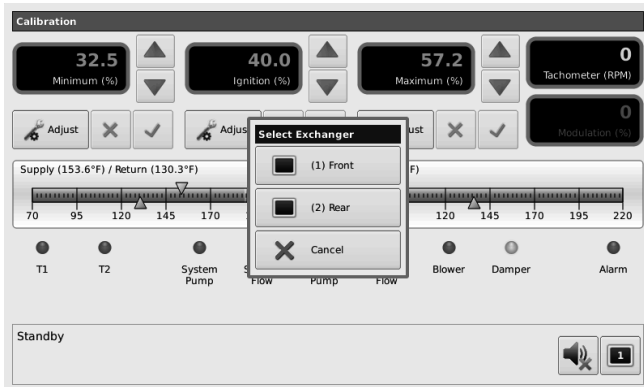 Calibration
32.5
Minimum (%)
40.0
Ignition (%)
57.2
Maximum (%)
0
Tachometer (RPM)
0
Modulation (%)
Adjust
Select Exchanger
(1) Front
(2) Rear
Cancel
Supply (153.6°F) / Return (130.3°F)
70 95 120 145 170
120 145 170 195 220
T1
T2
System
Pump
Flow
Pump
Flow
Blower
Damper
Alarm
Standby
1